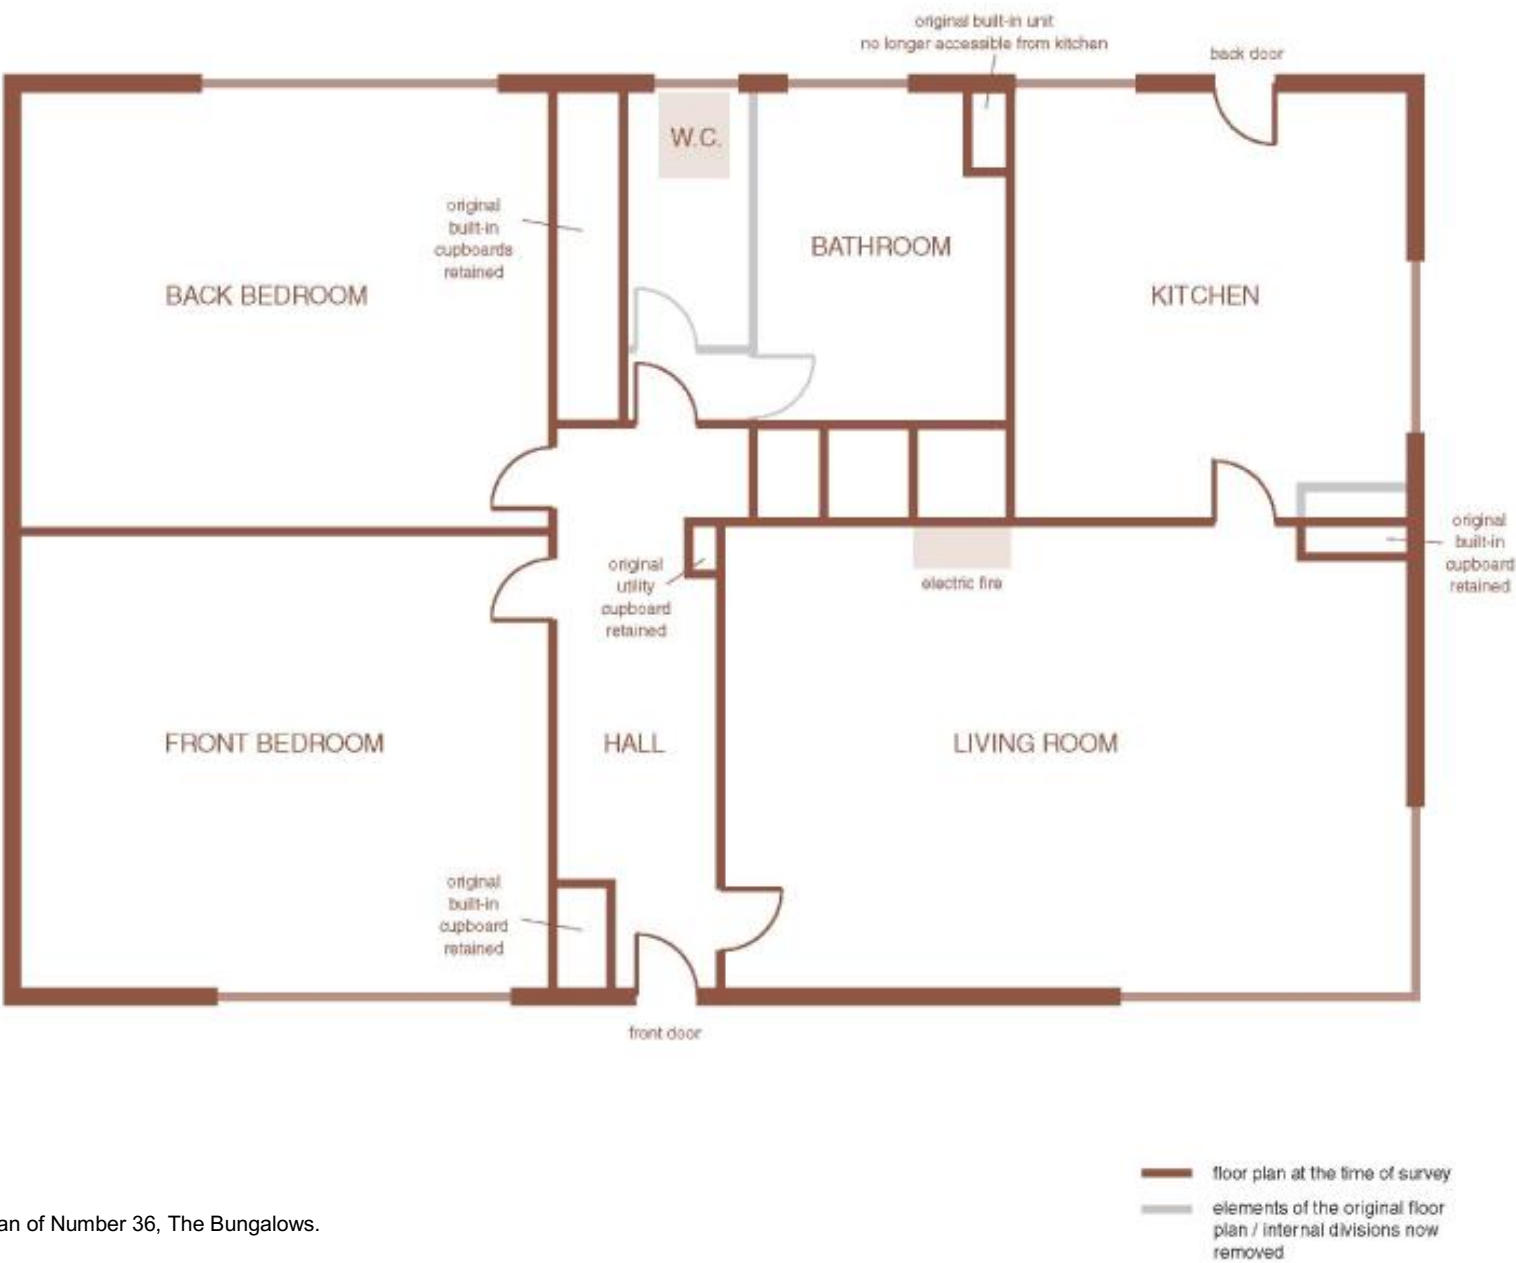 original built-in unit
no longer accessible from kitchen
back door
W.C.
original
built-in
cupboards
retained
BATHROOM
BACK BEDROOM
KITCHEN
original
built-in
cupboard
retained
original
utility
cupboard
retained
electric fire
FRONT BEDROOM
HALL
LIVING ROOM
original
built-in
cupboard
retained
front door
floor plan at the time of survey
elements of the original floor
plan / internal divisions now
removed
of Number 36, The Bungalows.